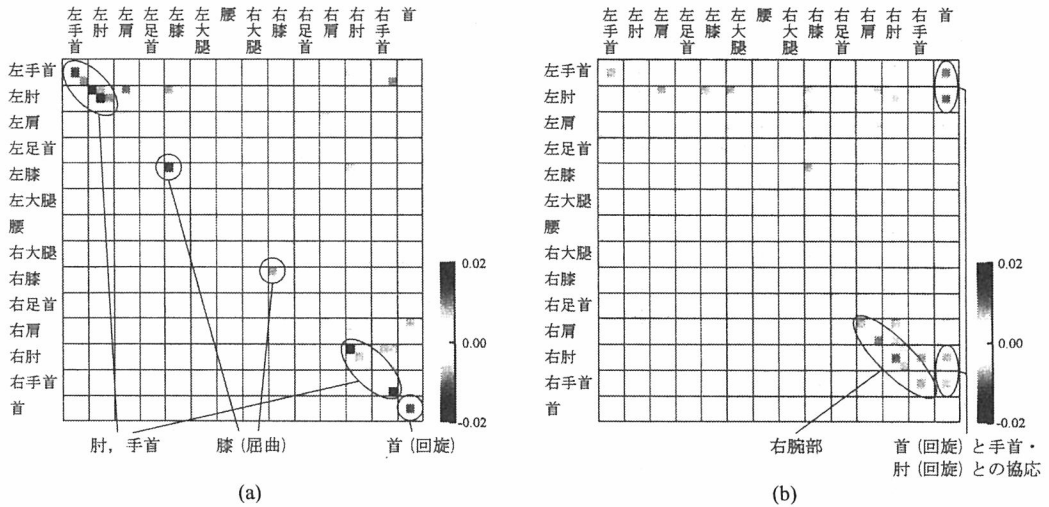 左手首 左肘 左肩 左足首 左膝 左大腿 腰 右大腿 右膝 右足首 右肩 右肘 右手首 首
左手首
左肘
左肩
左足首
左膝
左大腿
腰
右大腿
右膝
右足首
右肩
右肘
右手首
首
0.02
0.00
-0.02
肘，手首
膝（屈曲）
首（回旋）
(a)
左手首 左肘 左肩 左足首 左膝 左大腿 腰 右大腿 右膝 右足首 右肩 右肘 右手首 首
左手首
左肘
左肩
左足首
左膝
左大腿
腰
右大腿
右膝
右足首
右肩
右肘
右手首
首
0.02
0.00
-0.02
右腕部
首（回旋）と手首・
肘（回旋）との協応
(b)